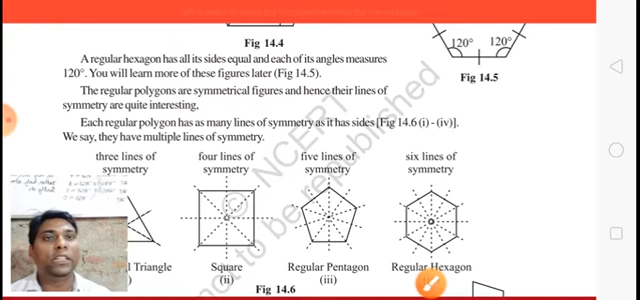 120° 120°
Fig 14.4
Fig 14.5
A regular hexagon has all its sides equal and each of its angles measures
120°. You will learn more of these figures later (Fig 14.5).
The regular polygons are symmetrical figures and hence their lines of
symmetry are quite interesting,
Each regular polygon has as many lines of symmetry as it has sides [Fig 14.6 (i) - (iv)].
We say, they have multiple lines of symmetry.
three lines of symmetry
four lines of symmetry
five lines of symmetry
six lines of symmetry
l Triangle
Square
(ii)
Regular Pentagon
(iii)
Regular Hexagon
Fig 14.6
© NCERT
not to be republished